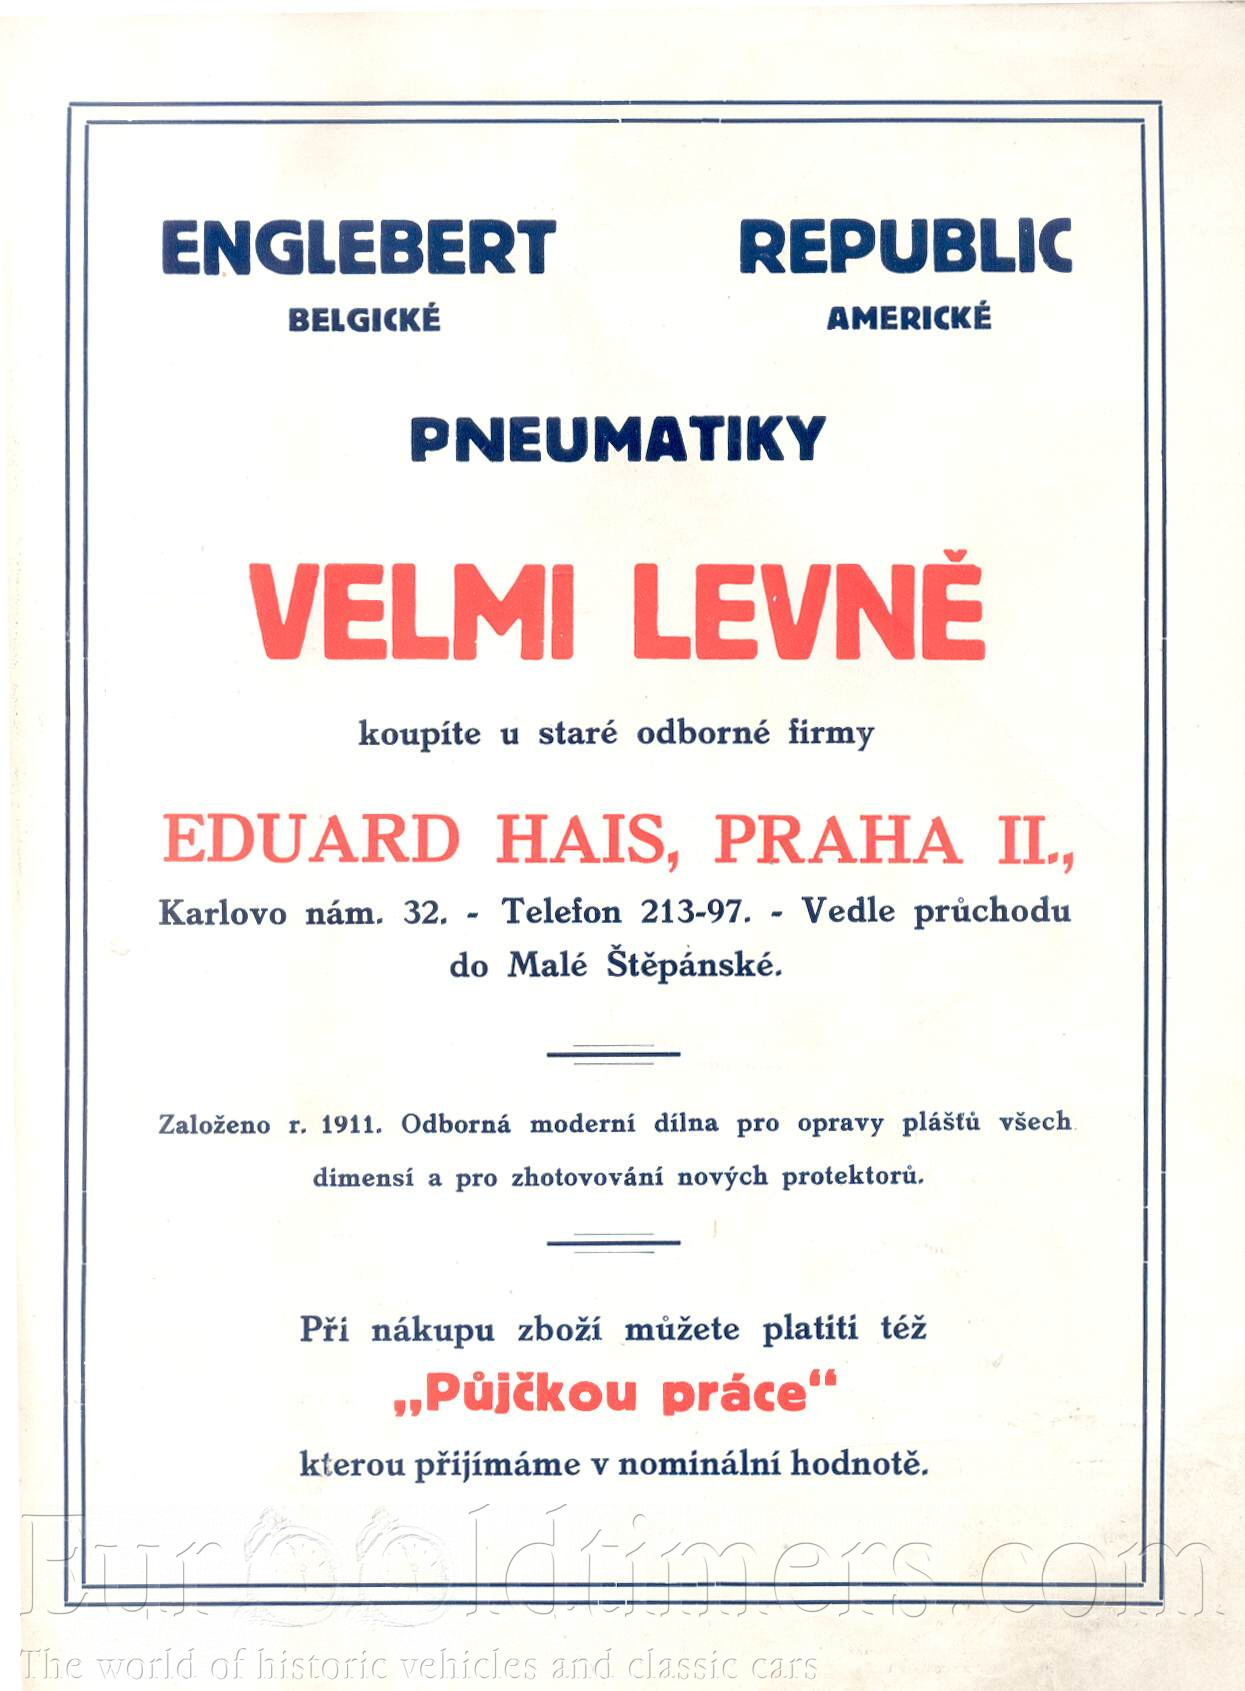 ENGLEBERT REPUBLIC
BELGICKÉ AMERICKÉ
PNEUMATIKY
VELMI LEVNĚ
koupíte u staré odborné firmy
EDUARD HAIS, PRAHA II.,
Karlovo nám. 32. - Telefon 213-97. - Vedle průchodu
do Malé Štěpánské.
Založeno r. 1911. Odborná moderní dílna pro opravy plášťů všech
dimensí a pro zhotovování nových protektorů.
Při nákupu zboží můžete platiti též
„Půjčkou práce“
kterou přijímáme v nominální hodnotě.
Eurooldtimers.com
The world of historic vehicles and classic cars